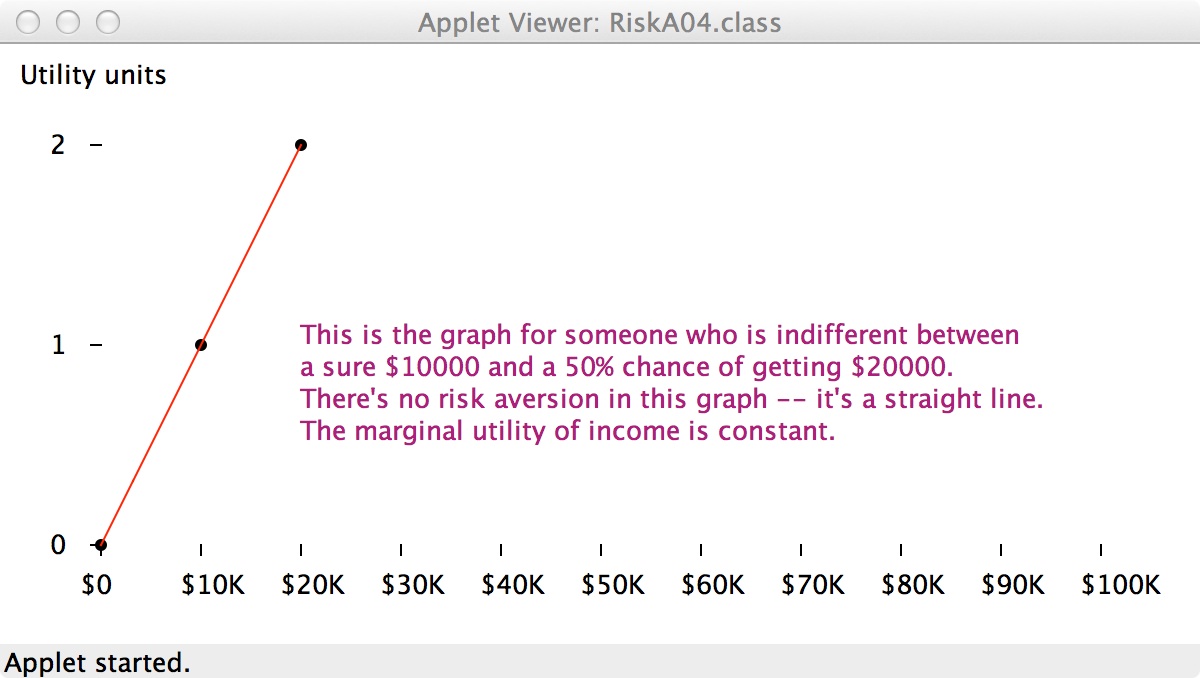 Applet Viewer: RiskA04.class
Utility units
2
This is the graph for someone who is indifferent between
1
a sure $10000 and a 50% chance of getting $20000.
There's no risk aversion in this graph -- it's a straight line.
The marginal utility of income is constant.
0
$0 $10K $20K $30K $40K $50K $60K $70K $80K $90K $100K
Applet started.